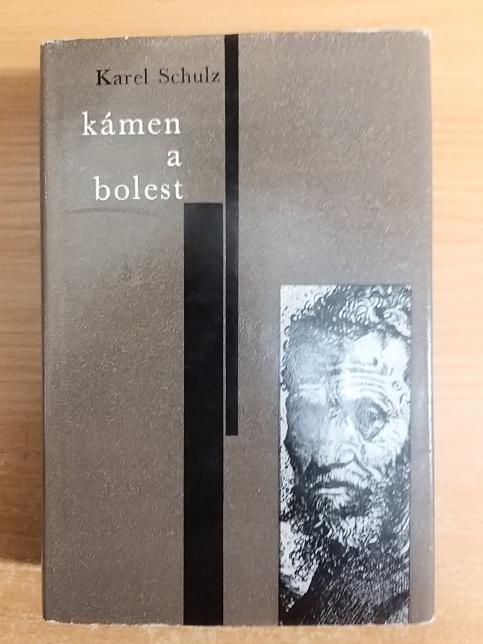 Karel Schulz
kámen
a
bolest